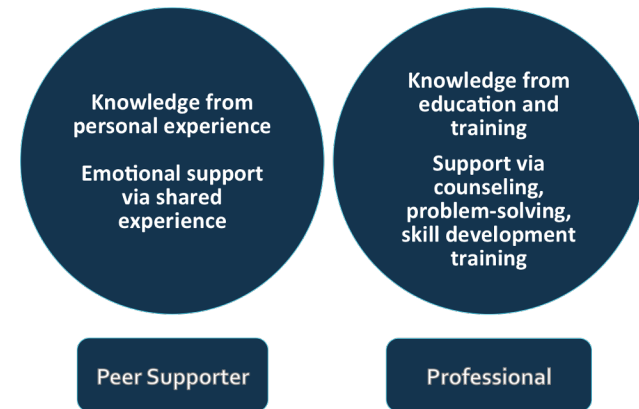 Knowledge from
personal experience
Emotional support
via shared
experience
Knowledge from
education and
training
Support via
counseling,
problem-solving,
skill development
training
Peer Supporter
Professional